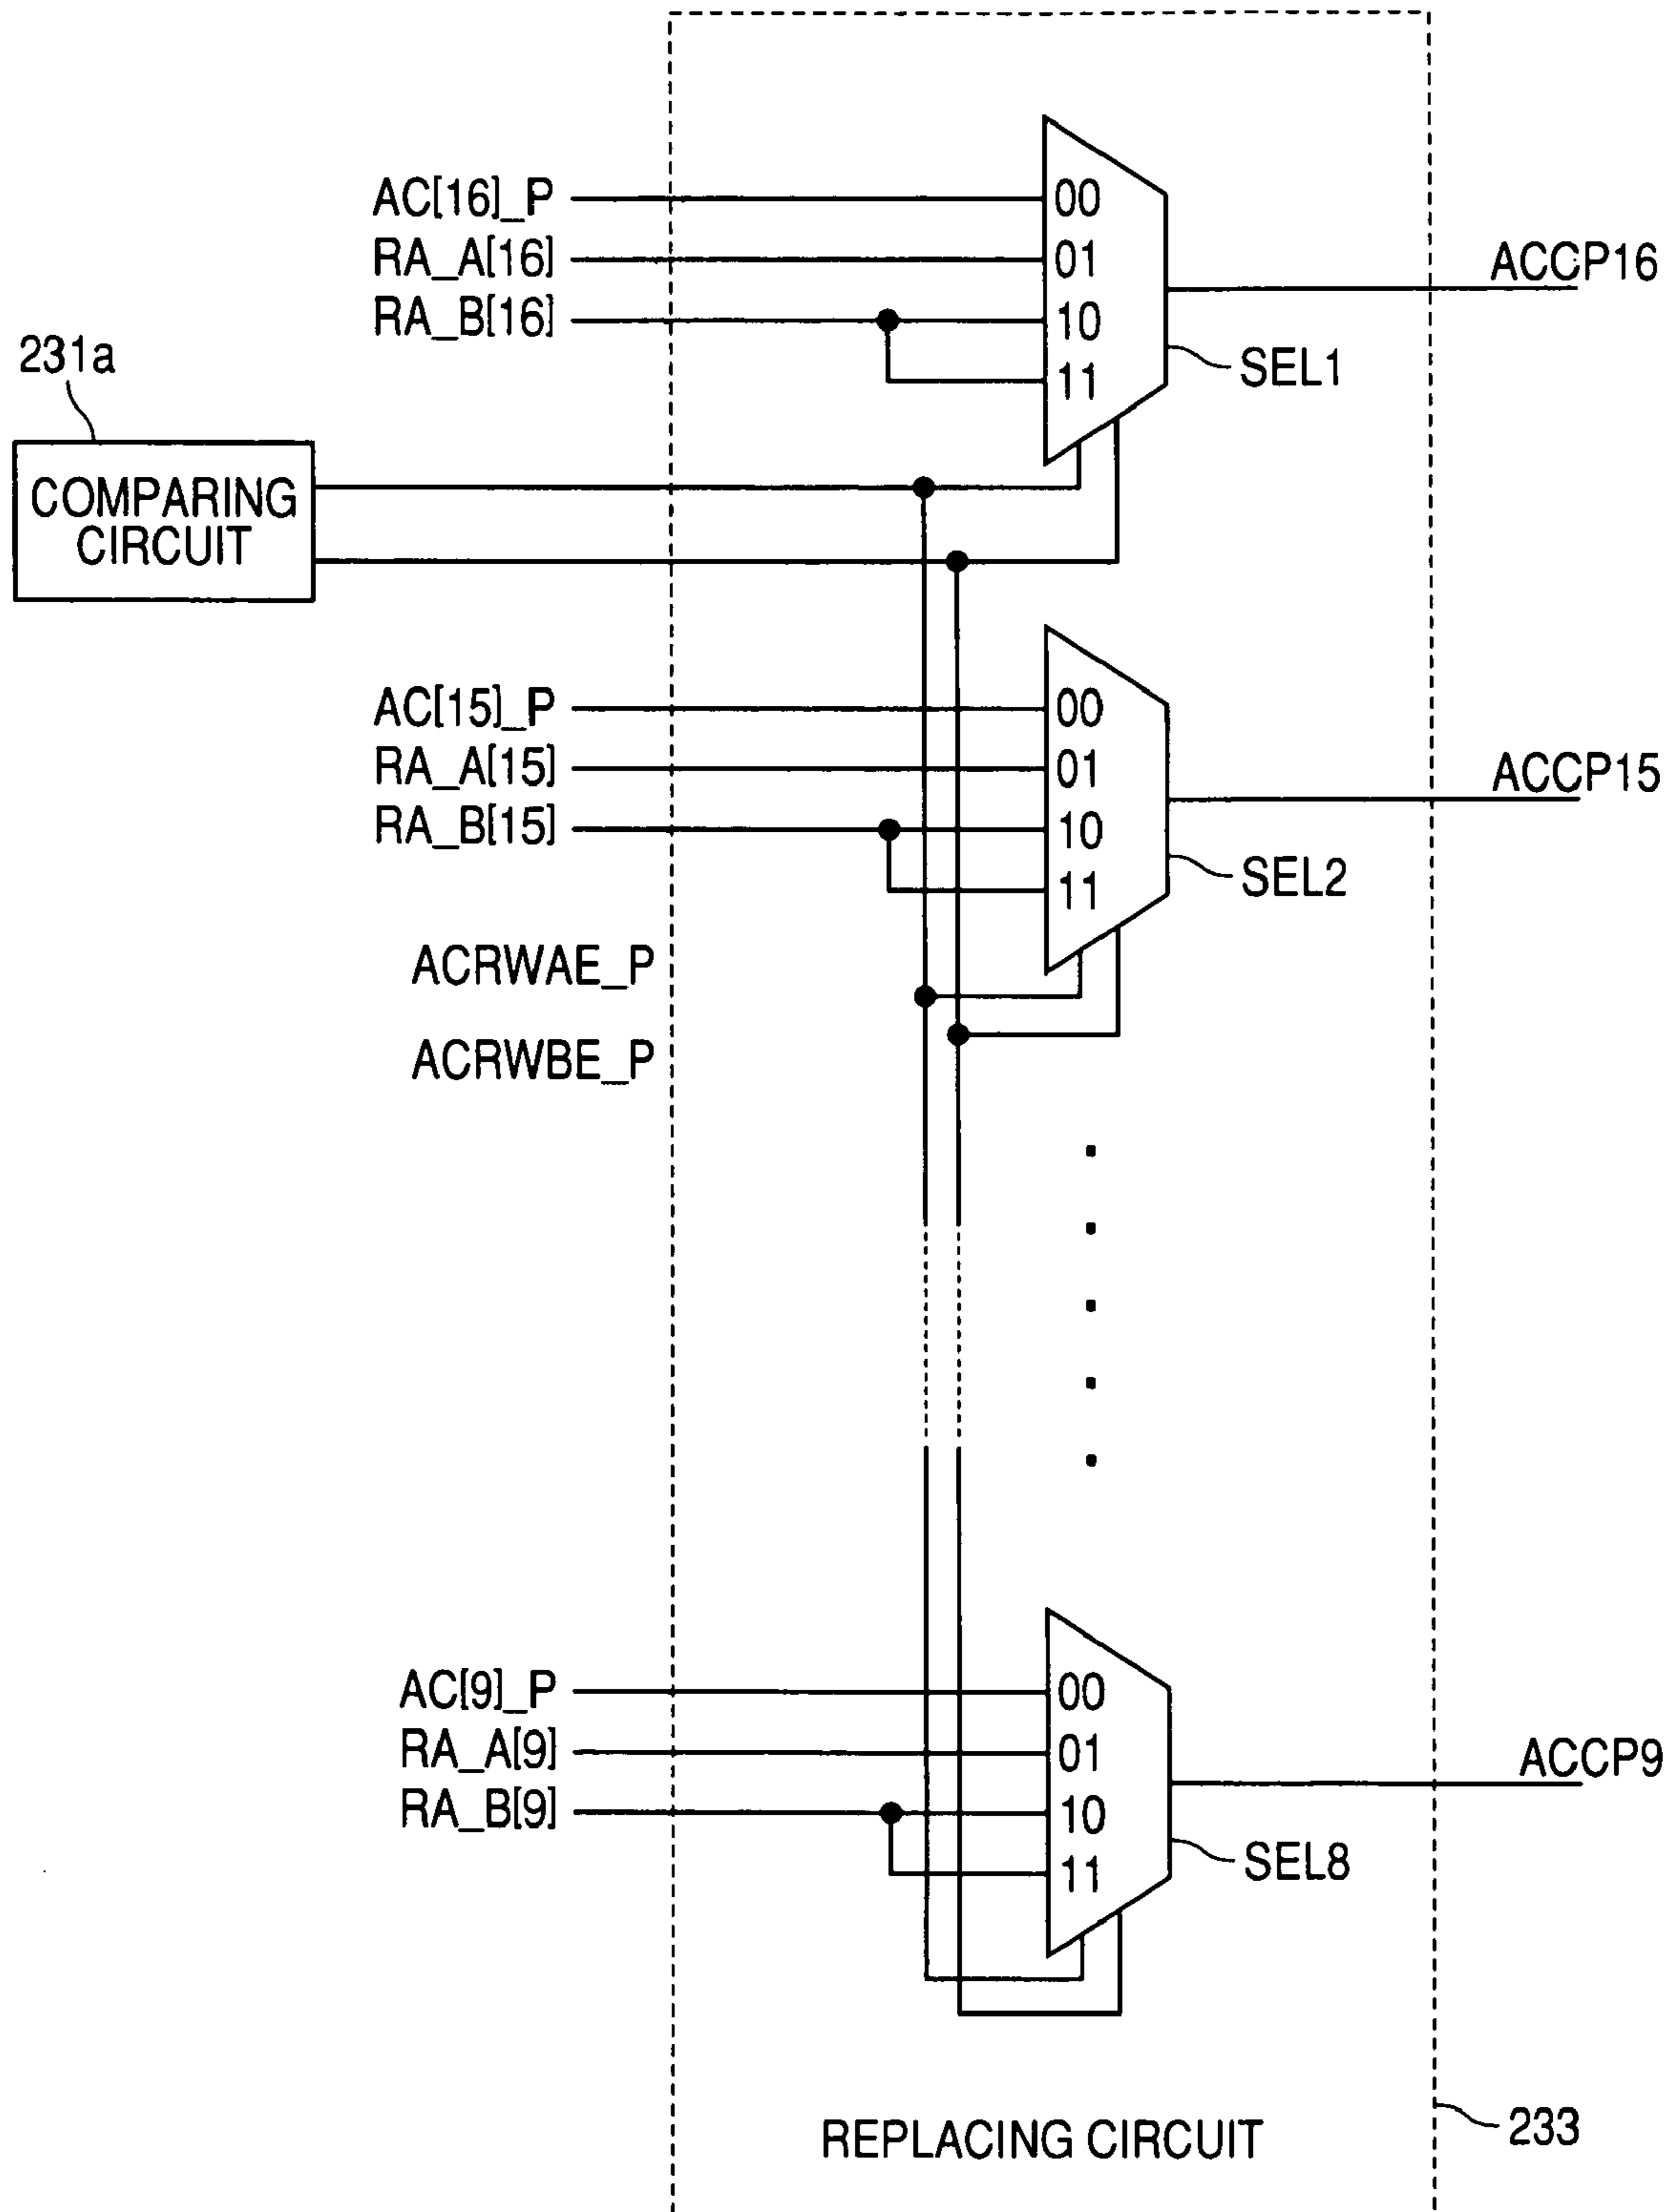 AC[16]_P
RA_A[16]
RA_B[16]
00
01
10
11
ACCP16
SEL1
231a
COMPARING
CIRCUIT
AC[15]_P
RA_A[15]
RA_B[15]
00
01
10
11
ACCP15
SEL2
ACRWAE_P
ACRWBE_P
AC[9]_P
RA_A[9]
RA_B[9]
00
01
10
11
ACCP9
SEL8
REPLACING CIRCUIT
233